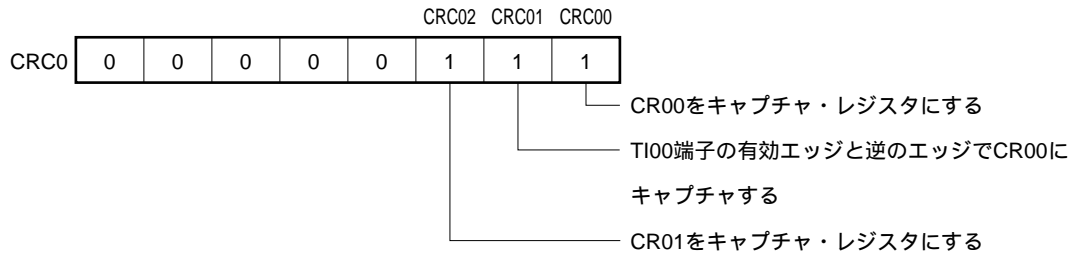 CRC02 CRC01 CRC00
CRC0 0 0 0 0 0 1 1 1
CR00をキャプチャ・レジスタにする
TI00端子の有効エッジと逆のエッジでCR00に
キャプチャする
CR01をキャプチャ・レジスタにする